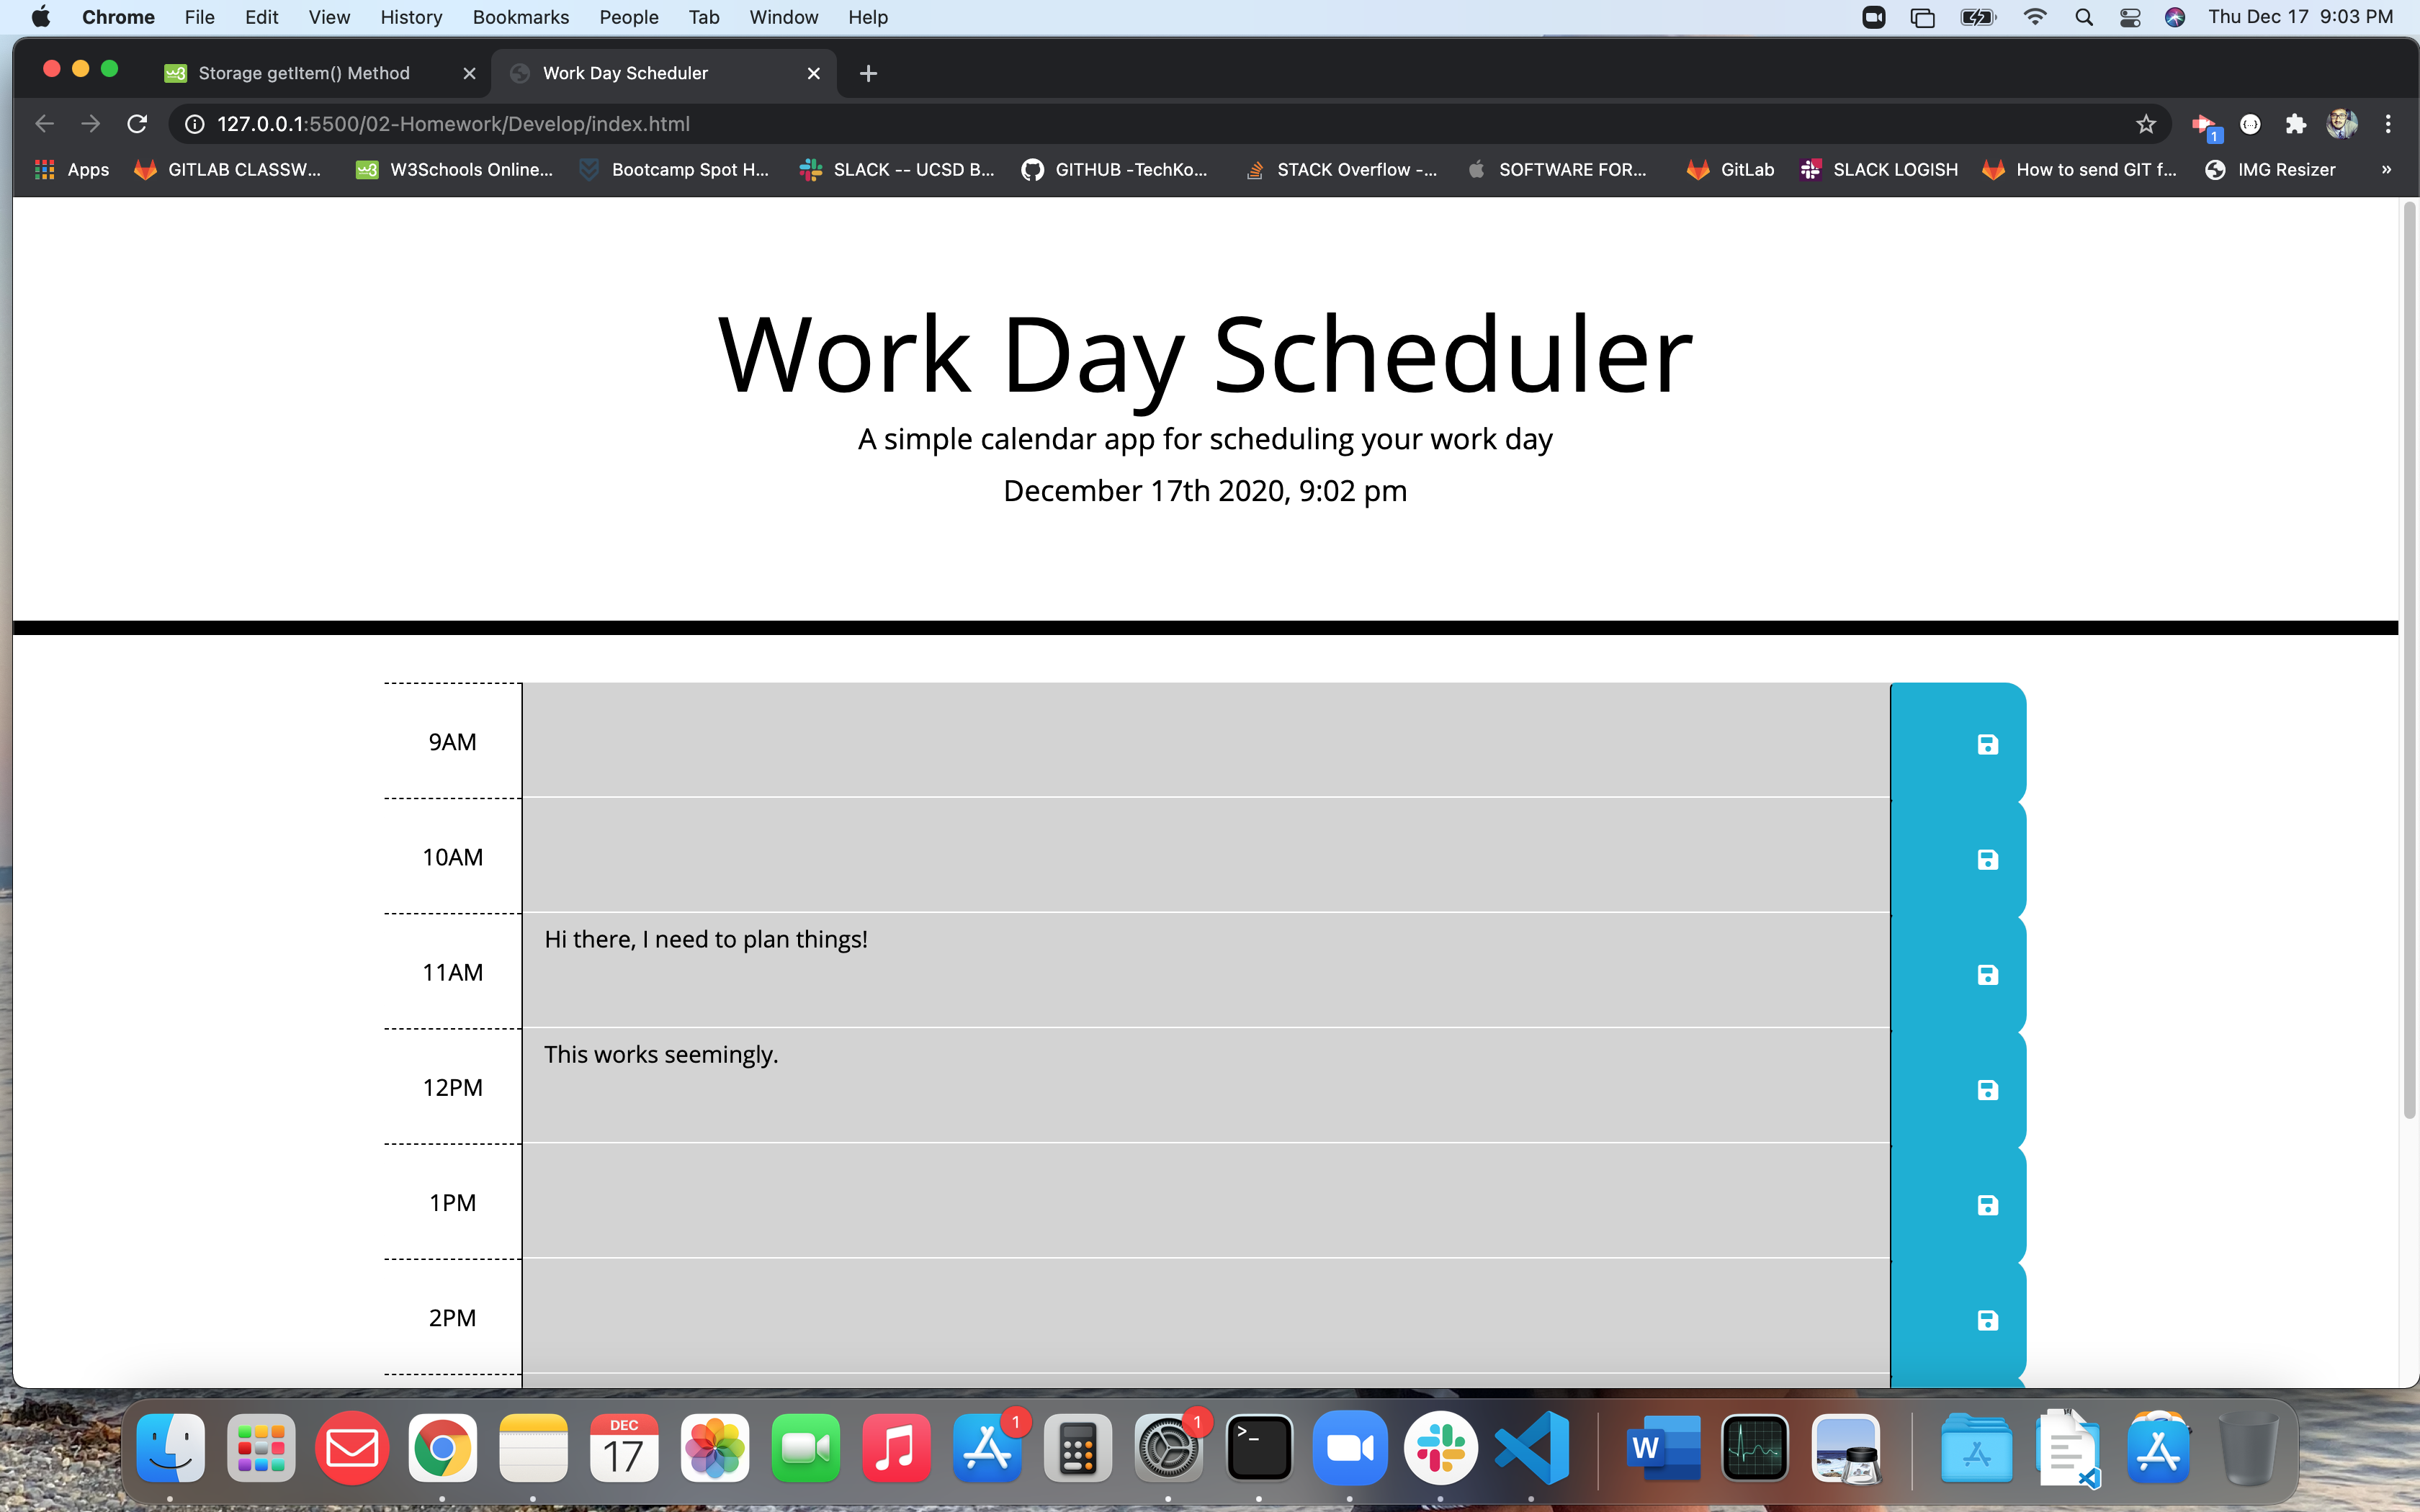 Chrome File Edit View History Bookmarks People Tab Window Help Thu Dec 17 9:03 PM
Storage getItem() Method Work Day Scheduler
127.0.0.1:5500/02-Homework/Develop/index.html
1
Apps GITLAB CLASSW... W3Schools Online... Bootcamp Spot H... SLACK -- UCSD B... GITHUB -TechKo... STACK Overflow -... SOFTWARE FOR... GitLab SLACK LOGISH How to send GIT f... IMG Resizer »
Work Day Scheduler
A simple calendar app for scheduling your work day
December 17th 2020, 9:02 pm
9AM
10AM
11AM Hi there, I need to plan things!
12PM This works seemingly.
1PM
2PM
DEC
17
1
1
>_
W